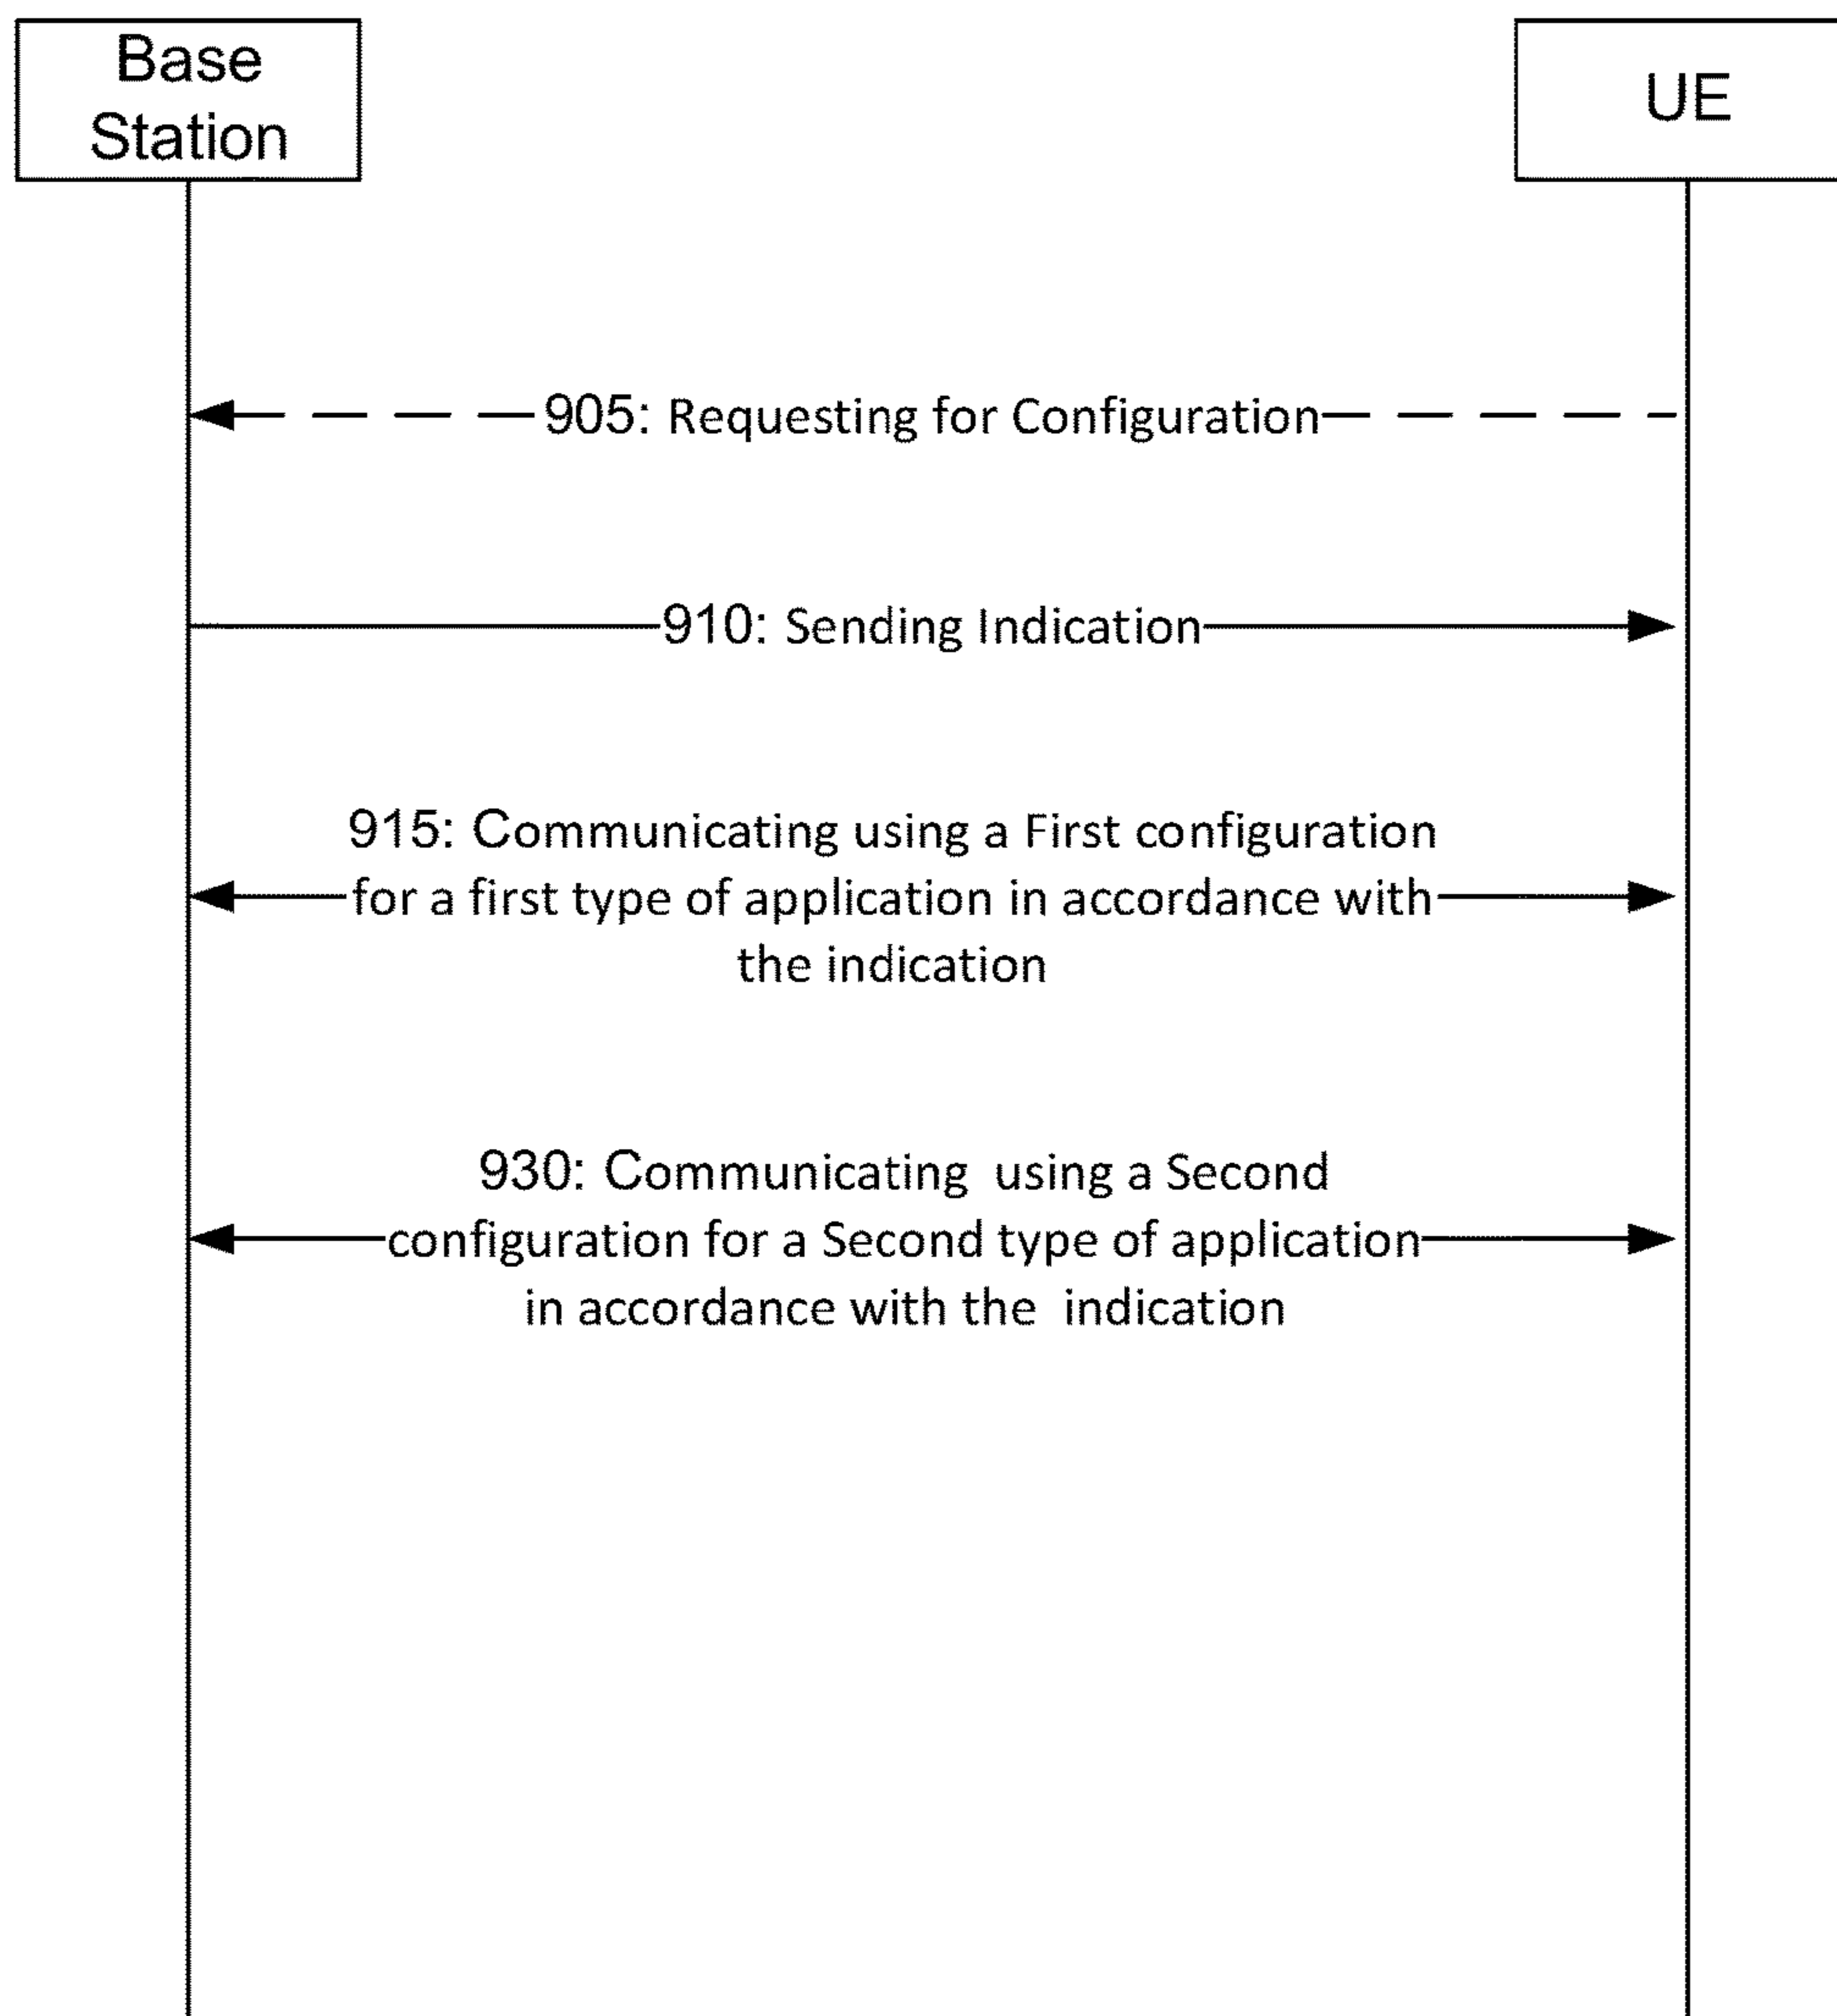 Base
Station
UE
905: Requesting for Configuration
910: Sending Indication
915: Communicating using a First configuration
for a first type of application in accordance with
the indication
930: Communicating  using a Second
configuration for a Second type of application
in accordance with the  indication